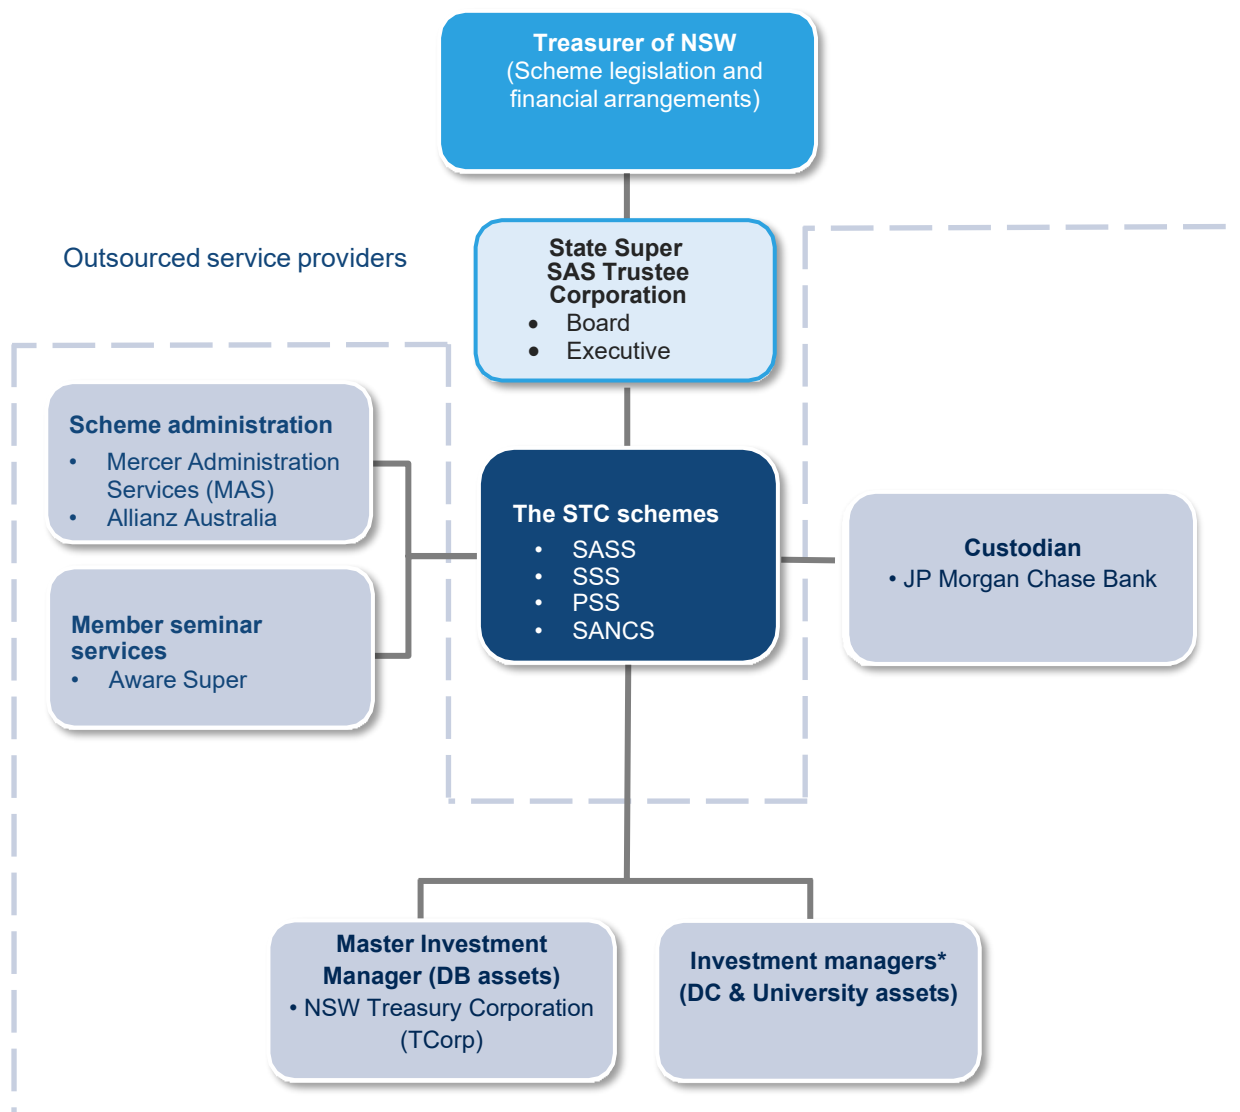 Treasurer of NSW
(Scheme legislation and
financial arrangements)
Outsourced service providers
State Super
SAS Trustee
Corporation
• Board
• Executive
Scheme administration
• Mercer Administration
Services (MAS)
• Allianz Australia
Member seminar
services
• Aware Super
The STC schemes
• SASS
• SSS
• PSS
• SANCS
Custodian
• JP Morgan Chase Bank
Master Investment
Manager (DB assets)
• NSW Treasury Corporation
(TCorp)
Investment managers*
(DC & University assets)